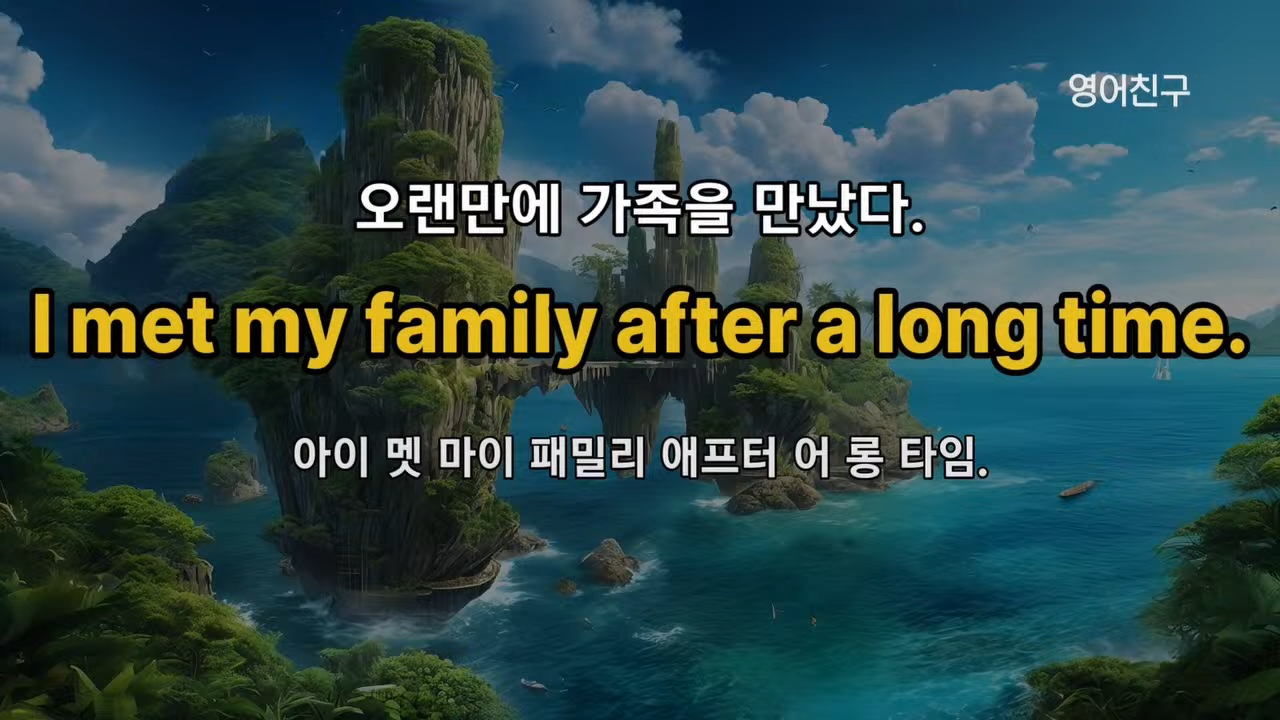 영어친구
오랜만에 가족을 만났다.
I met my family after a long time.
아이 멧 마이 패밀리 애프터 어 롱 타임.